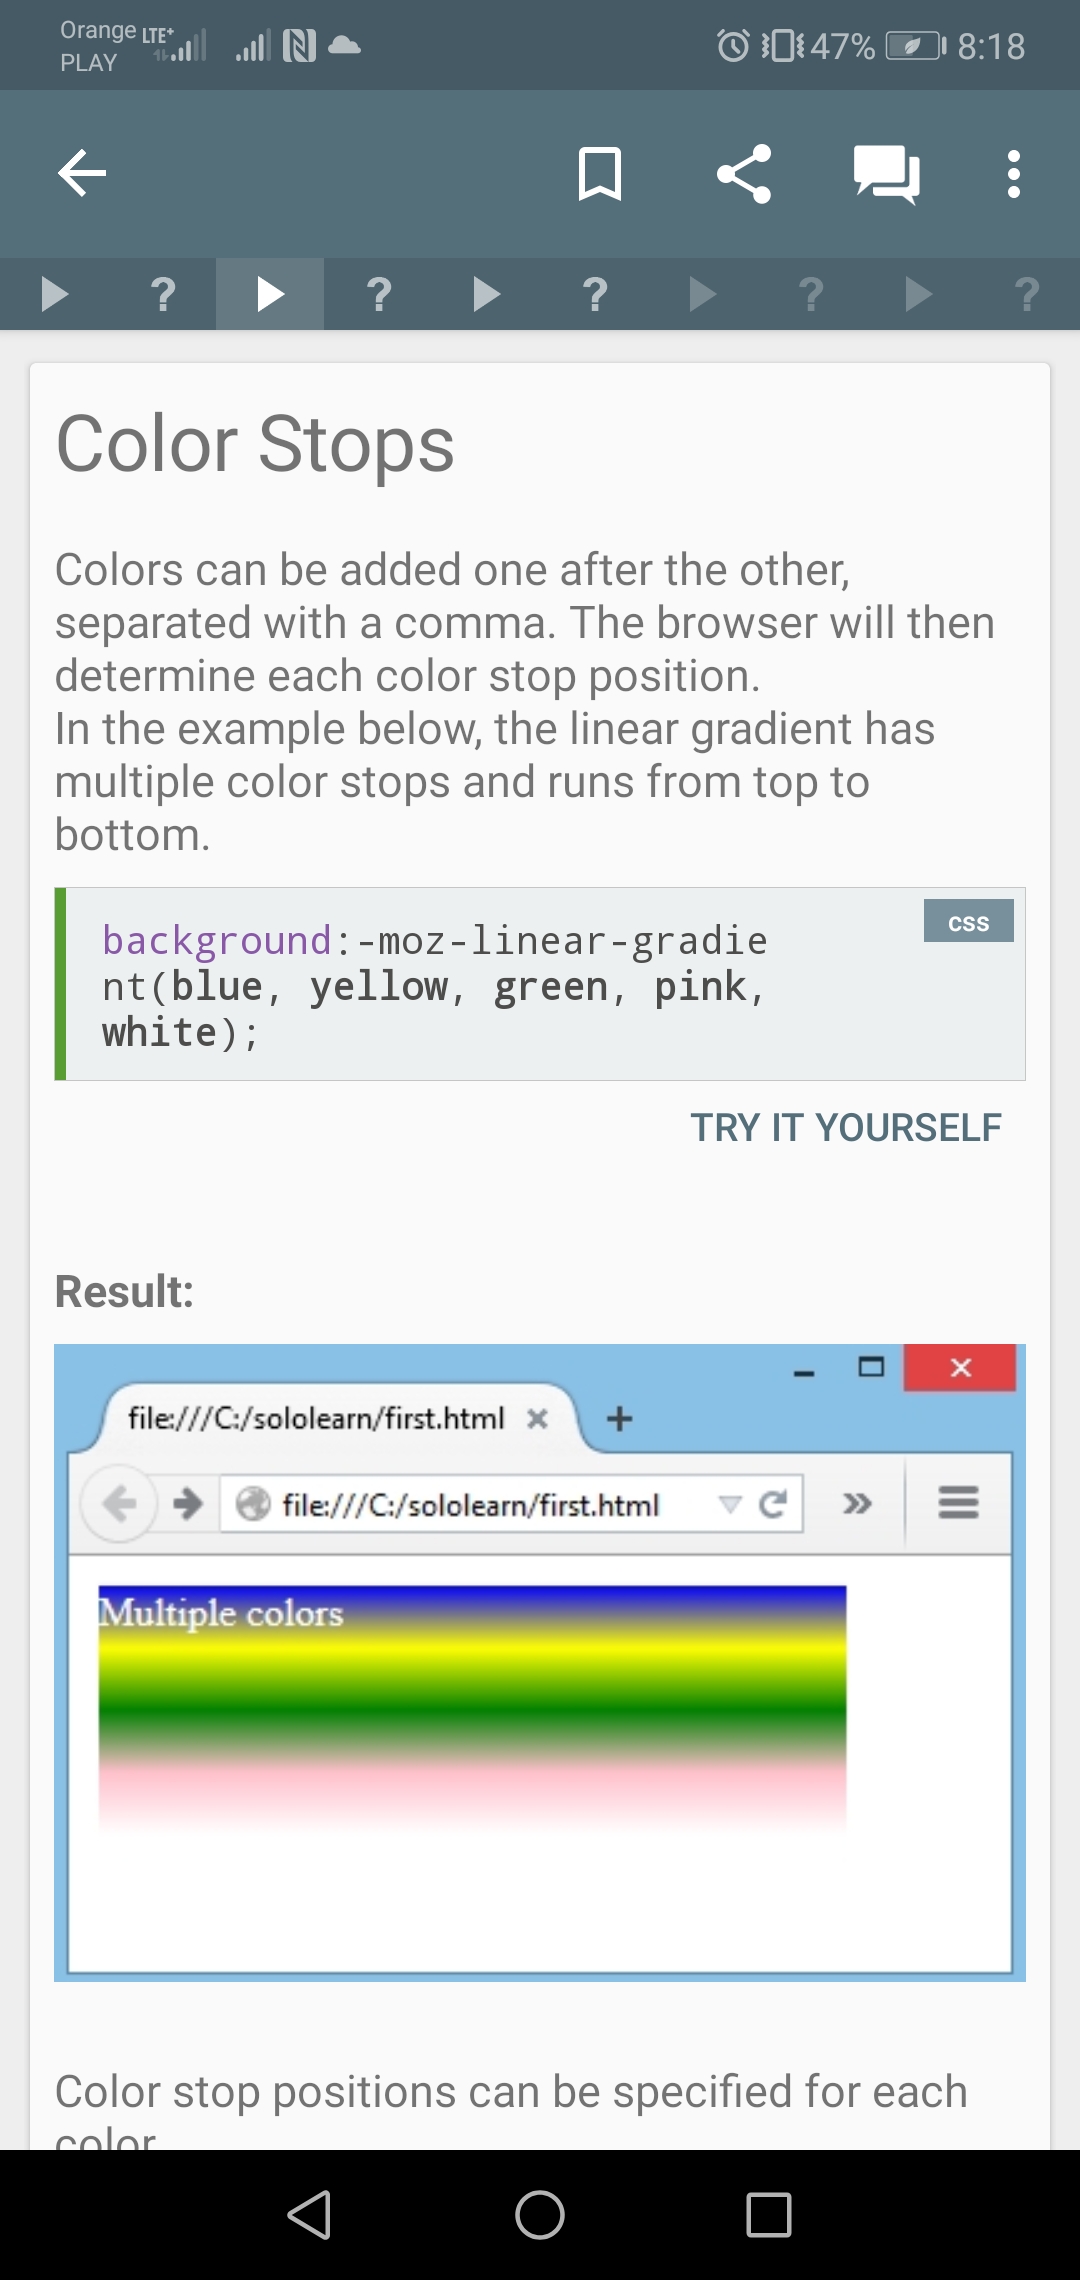 Orange LTE+
PLAY
47% 8:18
? ? ? ? ?
Color Stops
Colors can be added one after the other,
separated with a comma. The browser will then
determine each color stop position.
In the example below, the linear gradient has
multiple color stops and runs from top to
bottom.
css
background:-moz-linear-gradie
nt(blue, yellow, green, pink,
white);
TRY IT YOURSELF
Result:
file:///C:/sololearn/first.html
file:///C:/sololearn/first.html
Multiple colors
Color stop positions can be specified for each
color